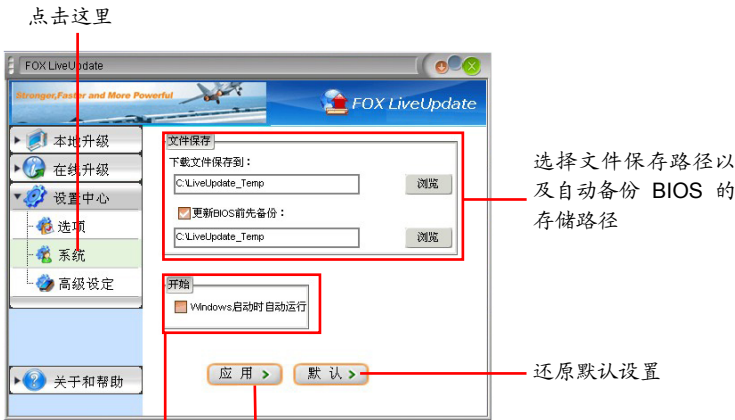 点击这里
FOX LiveUpdate
Stronger,Faster and More Powerful
FOX LiveUpdate
本地升级
在线升级
设置中心
选项
系统
高级设定
关于和帮助
文件保存
下载文件保存到：
C:\LiveUpdate_Temp
浏览
更新BIOS前先备份：
C:\LiveUpdate_Temp
浏览
开始
Windows启动时自动运行
应 用
默 认
选择文件保存路径以
及自动备份 BIOS 的
存储路径
还原默认设置